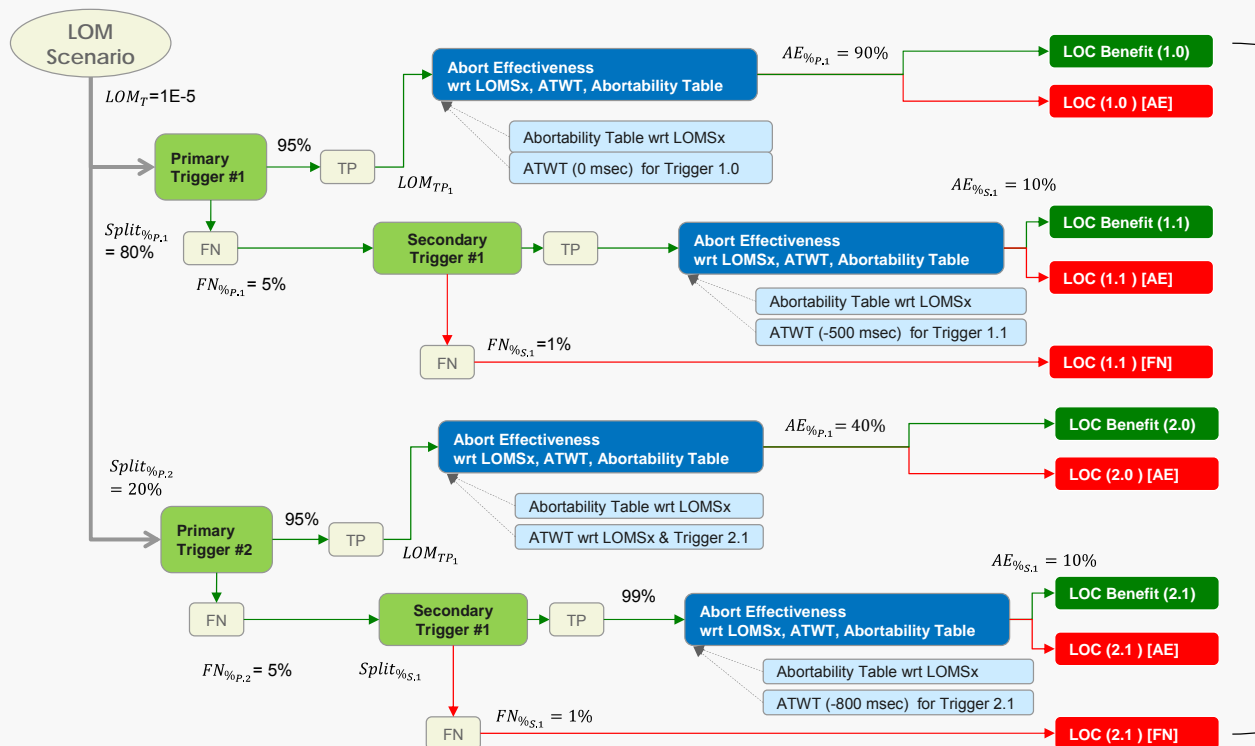 LOM
Scenario
LOM_T=1E-5
Primary
Trigger #1
95%
TP
LOM_TP_1
Abort Effectiveness
wrt LOMSx, ATWT, Abortability Table
Abortability Table wrt LOMSx
ATWT (0 msec)  for Trigger 1.0
AE_%P.1 = 90%
LOC Benefit (1.0)
LOC (1.0 ) [AE]
Split_%P.1
= 80%
FN
FN_%P.1= 5%
Secondary
Trigger #1
TP
Abort Effectiveness
wrt LOMSx, ATWT, Abortability Table
Abortability Table wrt LOMSx
ATWT (-500 msec)  for Trigger 1.1
AE_%S.1 = 10%
LOC Benefit (1.1)
LOC (1.1 ) [AE]
FN
FN_%S.1=1%
LOC (1.1 ) [FN]
Split_%P.2
= 20%
Primary
Trigger #2
95%
TP
LOM_TP_1
Abort Effectiveness
wrt LOMSx, ATWT, Abortability Table
Abortability Table wrt LOMSx
ATWT wrt LOMSx & Trigger 2.1
AE_%P.1= 40%
LOC Benefit (2.0)
LOC (2.0 ) [AE]
FN
FN_%P.2= 5%
Secondary
Trigger #1
TP
99%
Abort Effectiveness
wrt LOMSx, ATWT, Abortability Table
Abortability Table wrt LOMSx
ATWT (-800 msec)  for Trigger 2.1
AE_%S.1 = 10%
LOC Benefit (2.1)
LOC (2.1 ) [AE]
Split_%S.1
FN
FN_%S.1 = 1%
LOC (2.1 ) [FN]